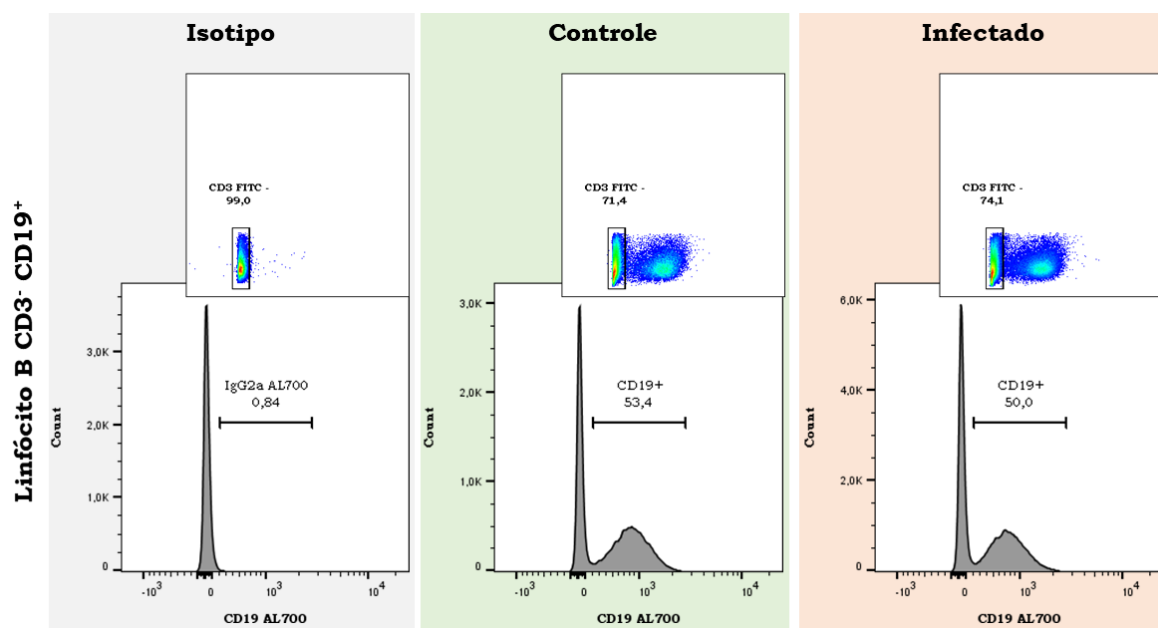 Isotipo
Controle
Infectado
Linfócito B CD3⁻ CD19⁺
CD3 FITC -
99,0
3,0K
2,0K
1,0K
0
Count
IgG2a AL700
0,84
-10³
0
10³
10⁴
CD19 AL700
CD3 FITC -
71,4
3,0K
2,0K
1,0K
0
Count
CD19+
53,4
-10³
0
10³
10⁴
CD19 AL700
CD3 FITC -
74,1
6,0K
4,0K
2,0K
0
Count
CD19+
50,0
-10³
0
10³
10⁴
CD19 AL700